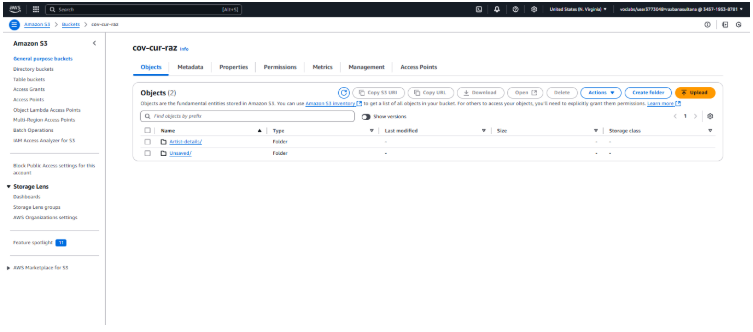 aws
Search
[Alt+S]
United States (N. Virginia)
Amazon S3 > Buckets > cov-cur-raz
Amazon S3
General purpose buckets
Directory buckets
Table buckets
Access Grants
Access Points
Object Lambda Access Points
Multi-Region Access Points
Batch Operations
IAM Access Analyzer for S3
Block Public Access settings for this
account
Storage Lens
Dashboards
Storage Lens groups
AWS Organizations settings
Feature spotlight 11
AWS Marketplace for S3
cov-cur-raz Info
Objects Metadata Properties Permissions Metrics Management Access Points
Objects (2)
Copy S3 URI Copy URL Download Open Delete Actions Create folder Upload
Objects are the fundamental entities stored in Amazon S3. You can use Amazon S3 inventory to get a list of all objects in your bucket. For others to access your objects, you'll need to explicitly grant them permissions. Learn more
Find objects by prefix
Show versions
1
Name Type Last modified Size Storage class
Artist-details/ Folder - - -
Unsaved/ Folder - - -